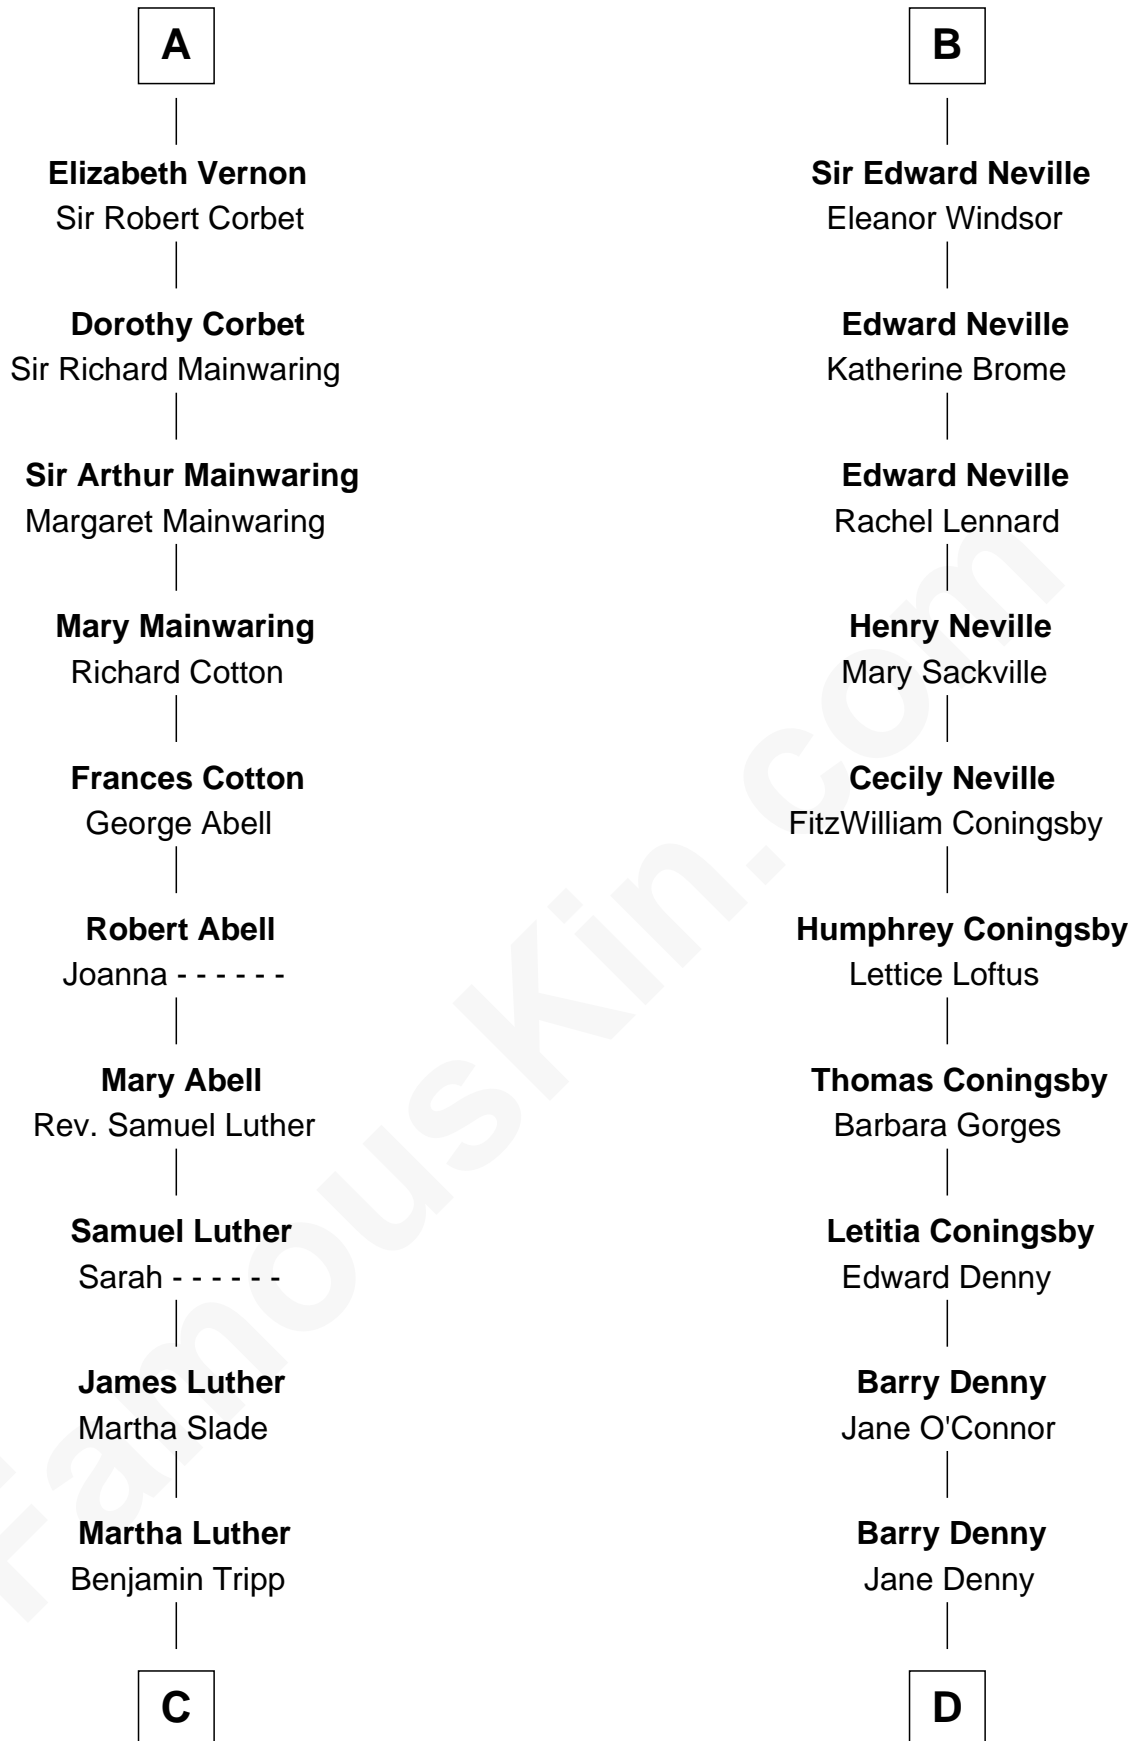 A
Elizabeth Vernon
Sir Robert Corbet
Dorothy Corbet
Sir Richard Mainwaring
Sir Arthur Mainwaring
Margaret Mainwaring
Mary Mainwaring
Richard Cotton
Frances Cotton
George Abell
Robert Abell
Joanna - - - - - -
Mary Abell
Rev. Samuel Luther
Samuel Luther
Sarah - - - - - -
James Luther
Martha Slade
Martha Luther
Benjamin Tripp
C
B
Sir Edward Neville
Eleanor Windsor
Edward Neville
Katherine Brome
Edward Neville
Rachel Lennard
Henry Neville
Mary Sackville
Cecily Neville
FitzWilliam Coningsby
Humphrey Coningsby
Lettice Loftus
Thomas Coningsby
Barbara Gorges
Letitia Coningsby
Edward Denny
Barry Denny
Jane O'Connor
Barry Denny
Jane Denny
D
FamousKin.com